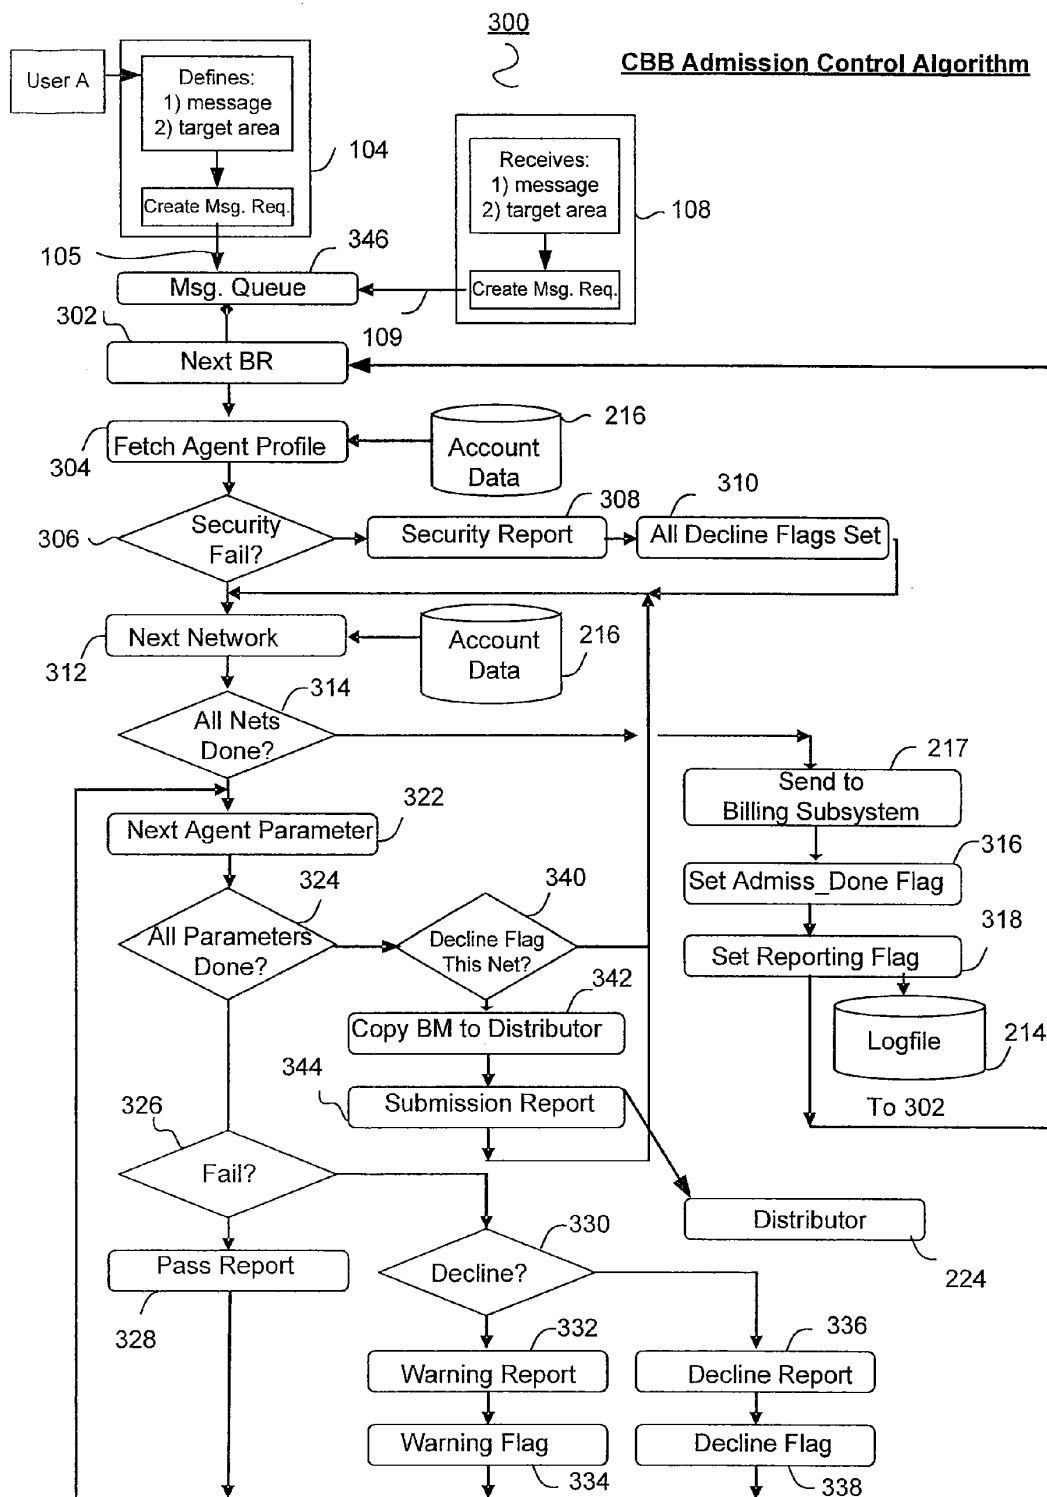 300
CBB Admission Control Algorithm
User A
Defines:
1) message
2) target area
104
Create Msg. Req.
Receives:
1) message
2) target area
108
Create Msg. Req.
105
346
Msg. Queue
109
302
Next BR
216
Account
Data
304
Fetch Agent Profile
306
Security
Fail?
308
Security Report
310
All Decline Flags Set
312
Next Network
Account
Data
216
314
All Nets
Done?
217
Send to
Billing Subsystem
322
Next Agent Parameter
316
Set Admiss_Done Flag
324
All Parameters
Done?
340
Decline Flag
This Net?
318
Set Reporting Flag
342
Copy BM to Distributor
Logfile
214
344
Submission Report
To 302
326
Fail?
Distributor
224
Pass Report
328
330
Decline?
332
Warning Report
336
Decline Report
Warning Flag
334
Decline Flag
338